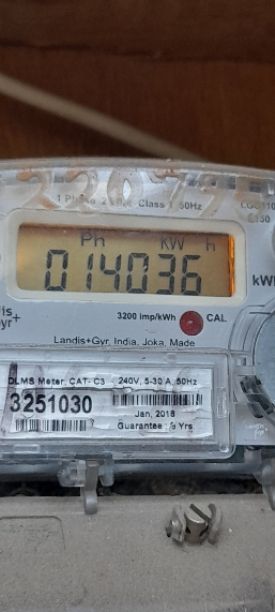 1 Phase 2 Wire Class 1 50Hz
Ph KW h
014036
kWh
3200 imp/kWh CAL
Landis+Gyr, India, Joka, Made
DLMS Meter, CAT- C3 240V, 5-30 A, 50Hz
3251030
Jan, 2018
Guarantee :
Yrs